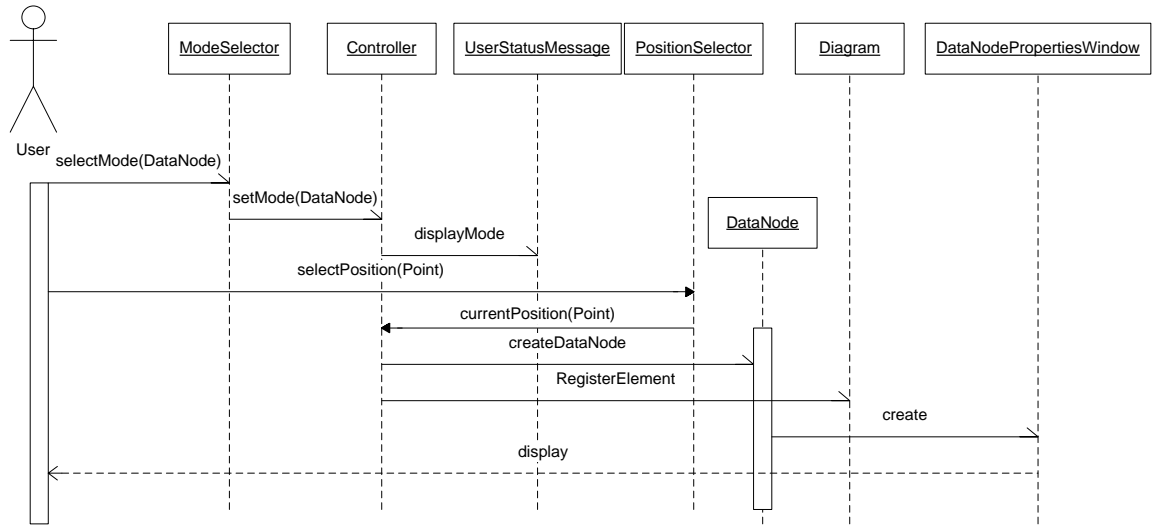 ModeSelector
Controller
UserStatusMessage
PositionSelector
Diagram
DataNodePropertiesWindow
User
selectMode(DataNode)
setMode(DataNode)
DataNode
displayMode
selectPosition(Point)
currentPosition(Point)
createDataNode
RegisterElement
create
display